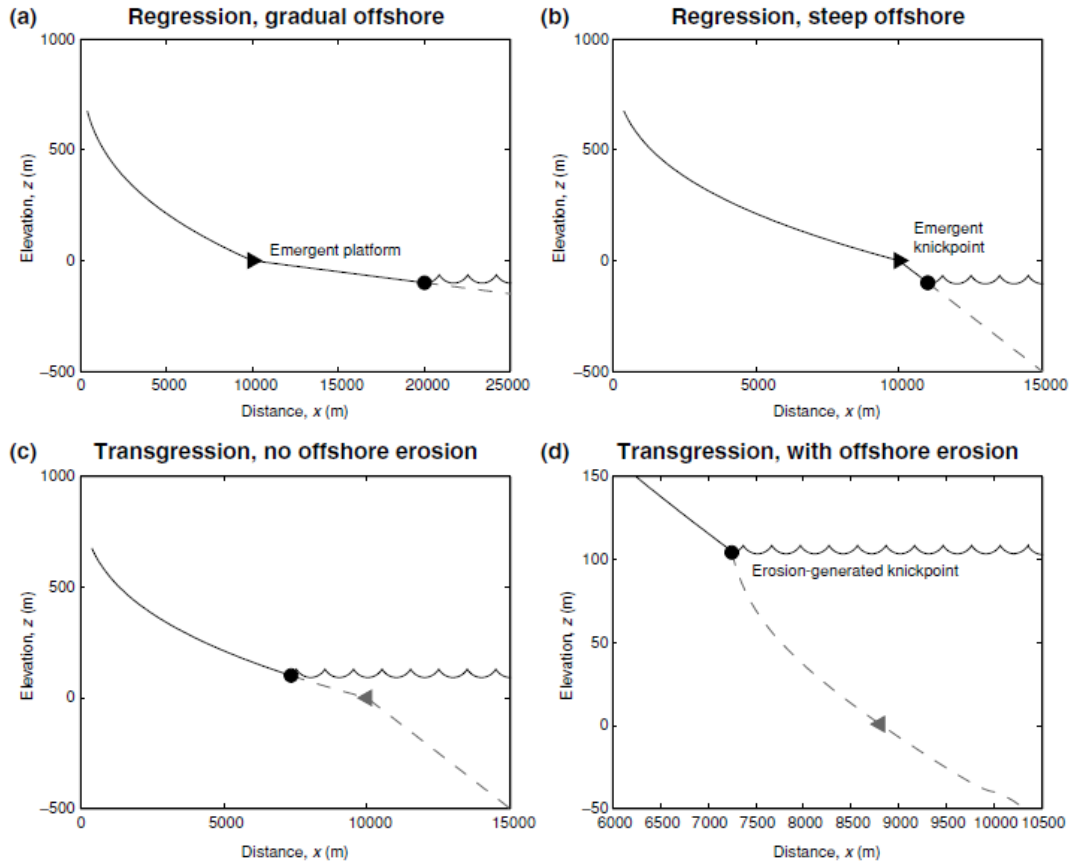 (a) Regression, gradual offshore
1000
500
0
−500
Elevation, z (m)
Emergent platform
0 5000 10000 15000 20000 25000
Distance, x (m)
(b) Regression, steep offshore
1000
500
0
−500
Elevation, z (m)
Emergent
knickpoint
0 5000 10000 15000
Distance, x (m)
(c) Transgression, no offshore erosion
1000
500
0
−500
Elevation, z (m)
0 5000 10000 15000
Distance, x (m)
(d) Transgression, with offshore erosion
150
100
50
0
−50
Elevation, z (m)
Erosion-generated knickpoint
6000 6500 7000 7500 8000 8500 9000 9500 10000 10500
Distance, x (m)